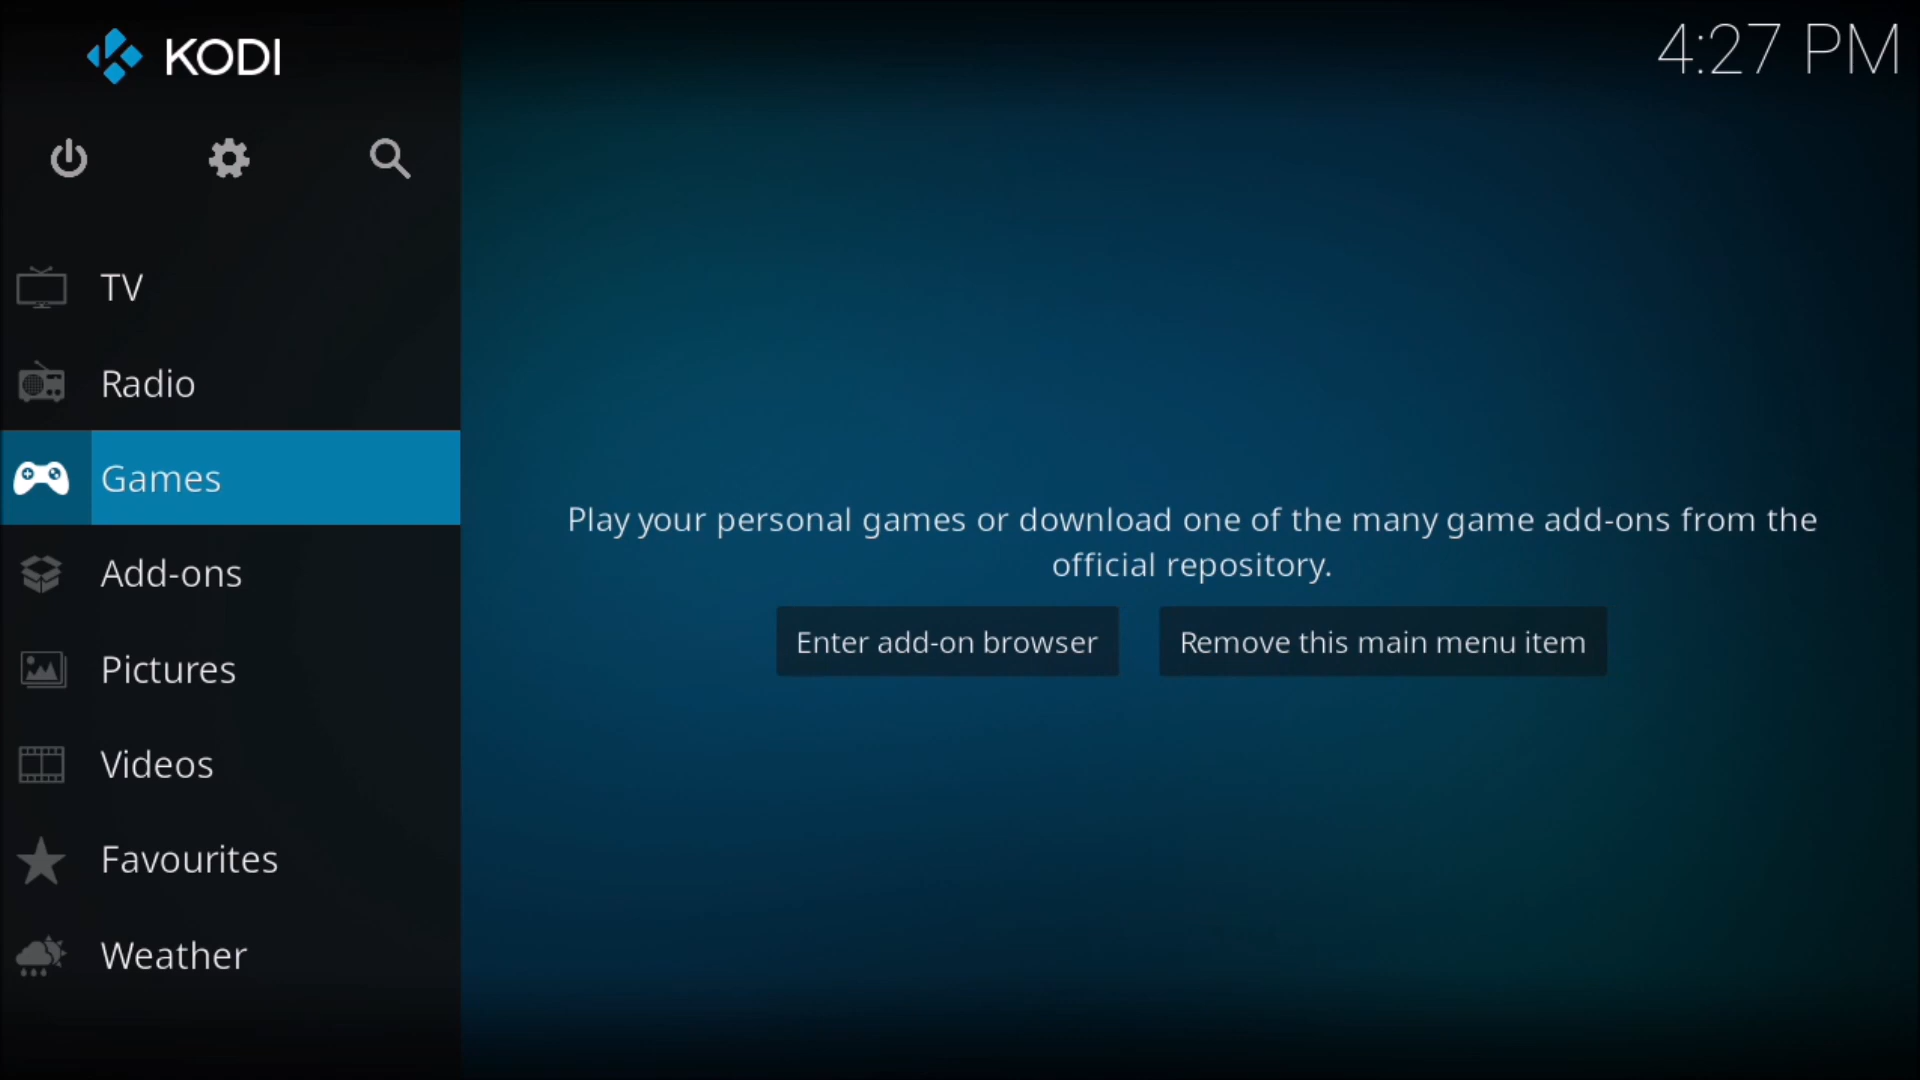 KODI
4:27 PM
TV
Radio
Games
Add-ons
Pictures
Videos
Favourites
Weather
Play your personal games or download one of the many game add-ons from the
official repository.
Enter add-on browser
Remove this main menu item